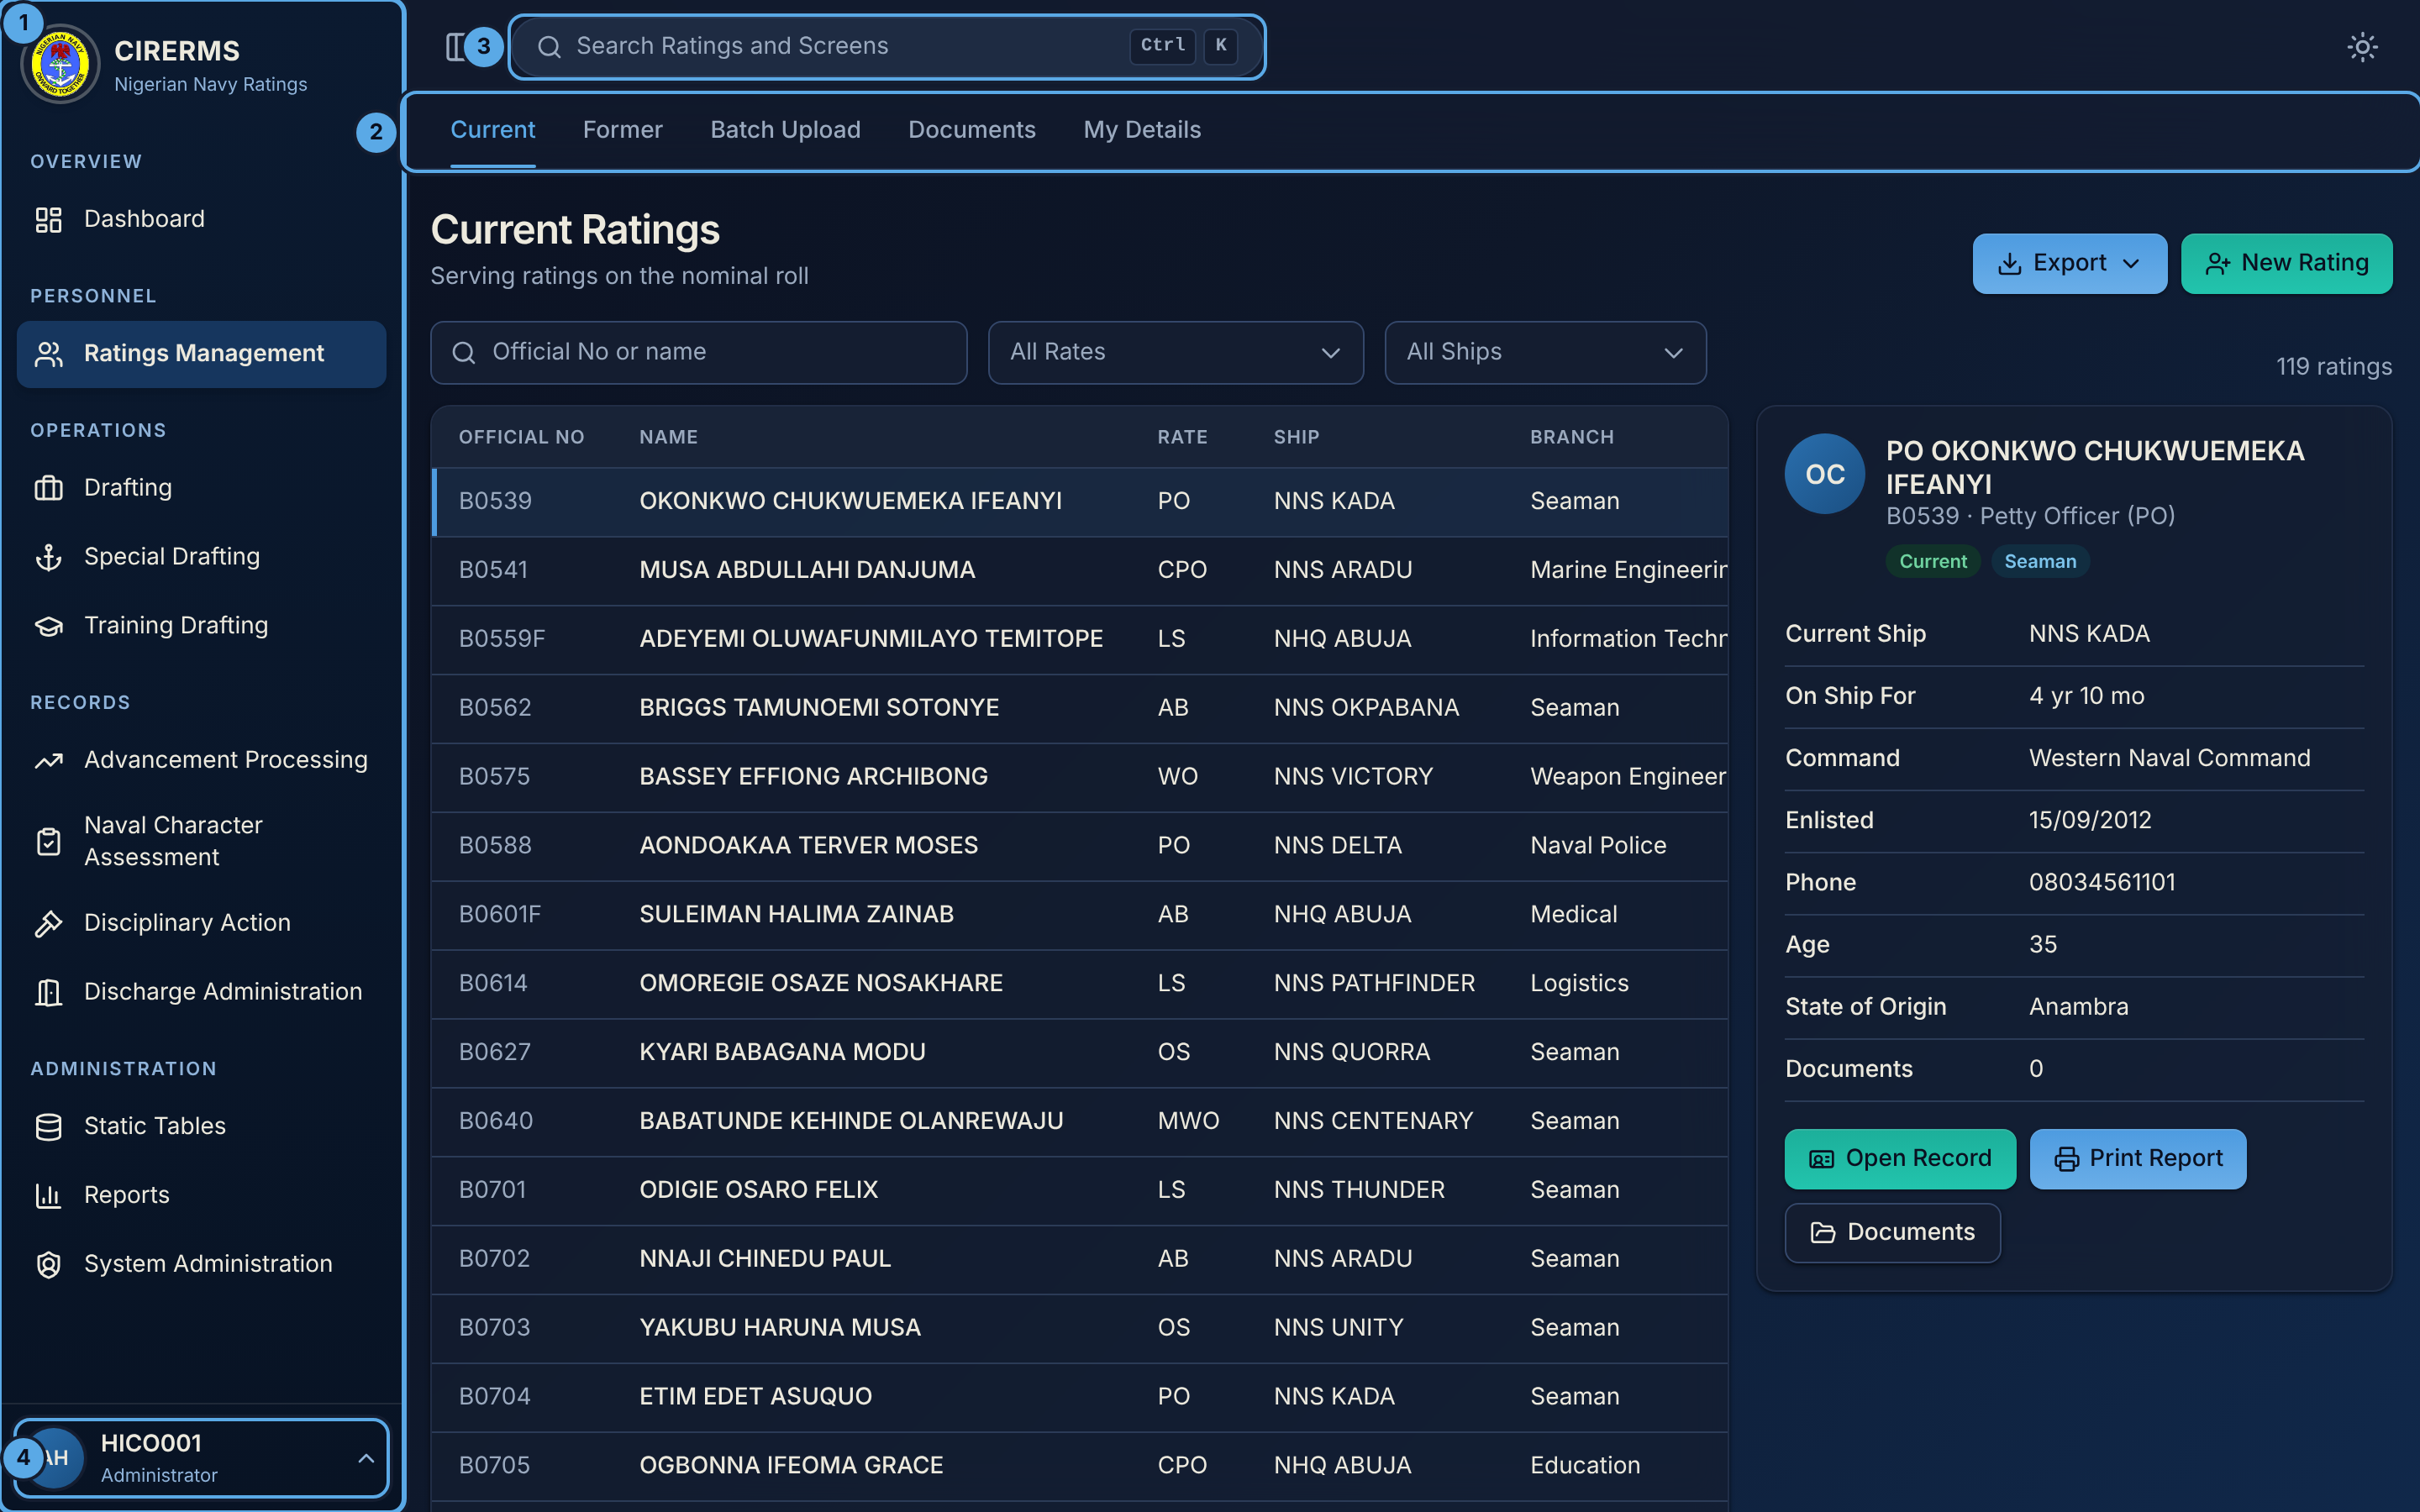 1
CIRERMS
Nigerian Navy Ratings
OVERVIEW
Dashboard
PERSONNEL
Ratings Management
OPERATIONS
Drafting
Special Drafting
Training Drafting
RECORDS
Advancement Processing
Naval Character
Assessment
Disciplinary Action
Discharge Administration
ADMINISTRATION
Static Tables
Reports
System Administration
4 AH
HICO001
Administrator
3 Search Ratings and Screens Ctrl K
2
Current Former Batch Upload Documents My Details
Current Ratings
Serving ratings on the nominal roll
Export New Rating
Official No or name All Rates All Ships
119 ratings
OFFICIAL NO NAME RATE SHIP BRANCH
B0539 OKONKWO CHUKWUEMEKA IFEANYI PO NNS KADA Seaman
B0541 MUSA ABDULLAHI DANJUMA CPO NNS ARADU Marine Engineerin
B0559F ADEYEMI OLUWAFUNMILAYO TEMITOPE LS NHQ ABUJA Information Techn
B0562 BRIGGS TAMUNOEMI SOTONYE AB NNS OKPABANA Seaman
B0575 BASSEY EFFIONG ARCHIBONG WO NNS VICTORY Weapon Engineer
B0588 AONDOAKAA TERVER MOSES PO NNS DELTA Naval Police
B0601F SULEIMAN HALIMA ZAINAB AB NHQ ABUJA Medical
B0614 OMOREGIE OSAZE NOSAKHARE LS NNS PATHFINDER Logistics
B0627 KYARI BABAGANA MODU OS NNS QUORRA Seaman
B0640 BABATUNDE KEHINDE OLANREWAJU MWO NNS CENTENARY Seaman
B0701 ODIGIE OSARO FELIX LS NNS THUNDER Seaman
B0702 NNAJI CHINEDU PAUL AB NNS ARADU Seaman
B0703 YAKUBU HARUNA MUSA OS NNS UNITY Seaman
B0704 ETIM EDET ASUQUO PO NNS KADA Seaman
B0705 OGBONNA IFEOMA GRACE CPO NHQ ABUJA Education
OC
PO OKONKWO CHUKWUEMEKA
IFEANYI
B0539 · Petty Officer (PO)
Current Seaman
Current Ship NNS KADA
On Ship For 4 yr 10 mo
Command Western Naval Command
Enlisted 15/09/2012
Phone 08034561101
Age 35
State of Origin Anambra
Documents 0
Open Record Print Report
Documents